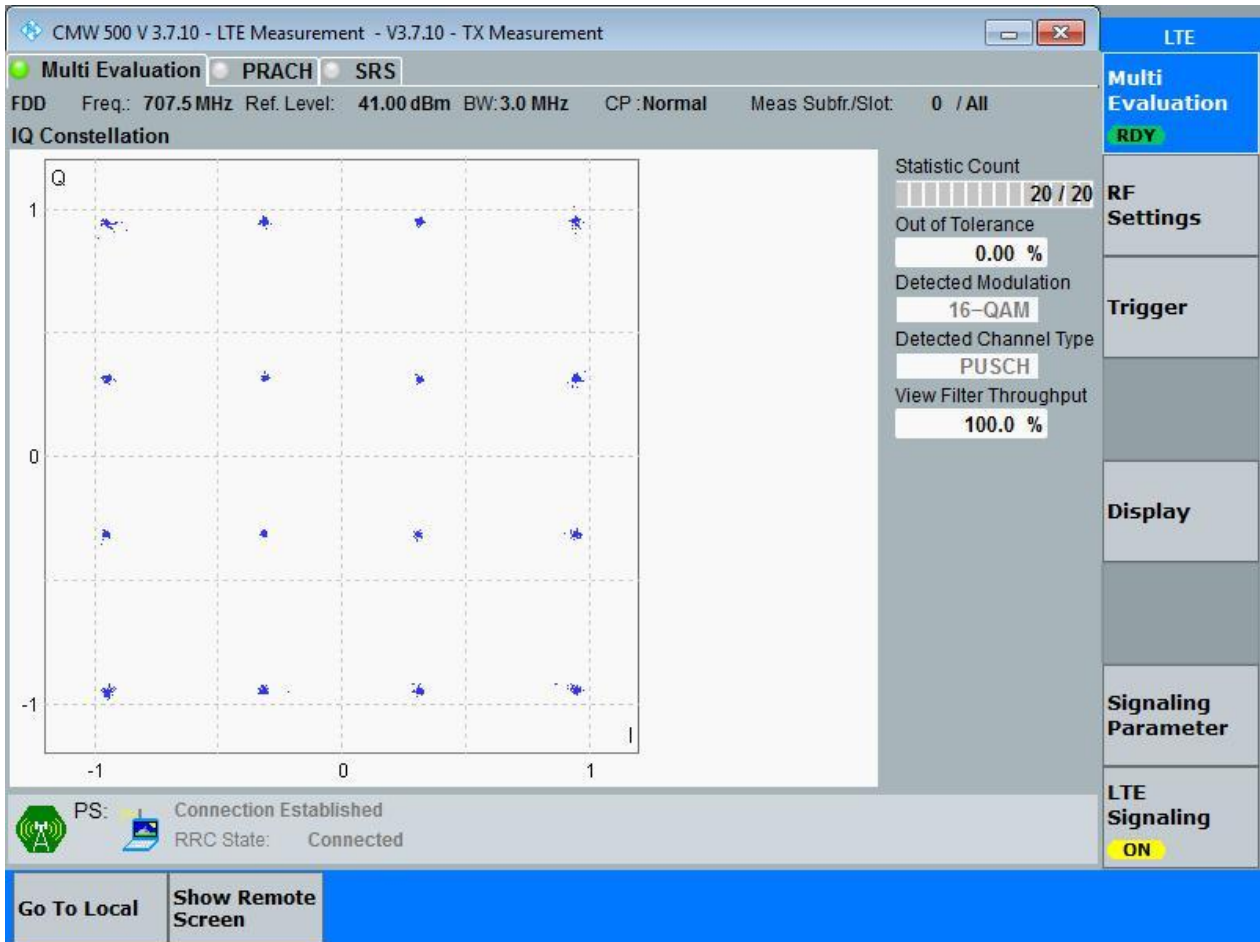 CMW 500 V 3.7.10 - LTE Measurement - V3.7.10 - TX Measurement
LTE
Multi Evaluation PRACH SRS
FDD Freq.: 707.5 MHz Ref. Level: 41.00 dBm BW: 3.0 MHz CP : Normal Meas Subfr./Slot: 0 / All
IQ Constellation
Q
1
0
-1
I
-1 0 1
Statistic Count
20 / 20
Out of Tolerance
0.00 %
Detected Modulation
16-QAM
Detected Channel Type
PUSCH
View Filter Throughput
100.0 %
Multi
Evaluation
RDY
RF
Settings
Trigger
Display
Signaling
Parameter
LTE
Signaling
ON
PS: Connection Established
RRC State: Connected
Go To Local
Show Remote
Screen